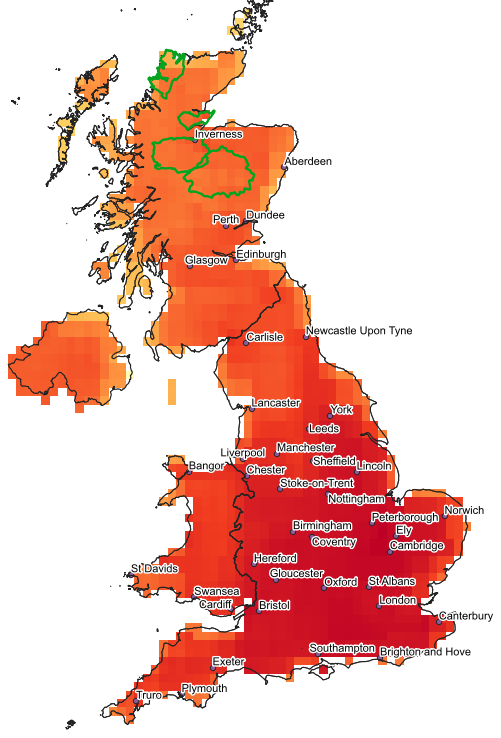 Inverness
Aberdeen
Perth
Dundee
Glasgow
Edinburgh
Carlisle
Newcastle Upon Tyne
Lancaster
York
Leeds
Liverpool
Manchester
Bangor
Chester
Sheffield
Lincoln
Stoke-on-Trent
Nottingham
Peterborough
Norwich
Birmingham
Ely
Coventry
Cambridge
Hereford
St Davids
Gloucester
Oxford
St Albans
Swansea
Cardiff
Bristol
London
Canterbury
Southampton
Brighton and Hove
Exeter
Truro
Plymouth